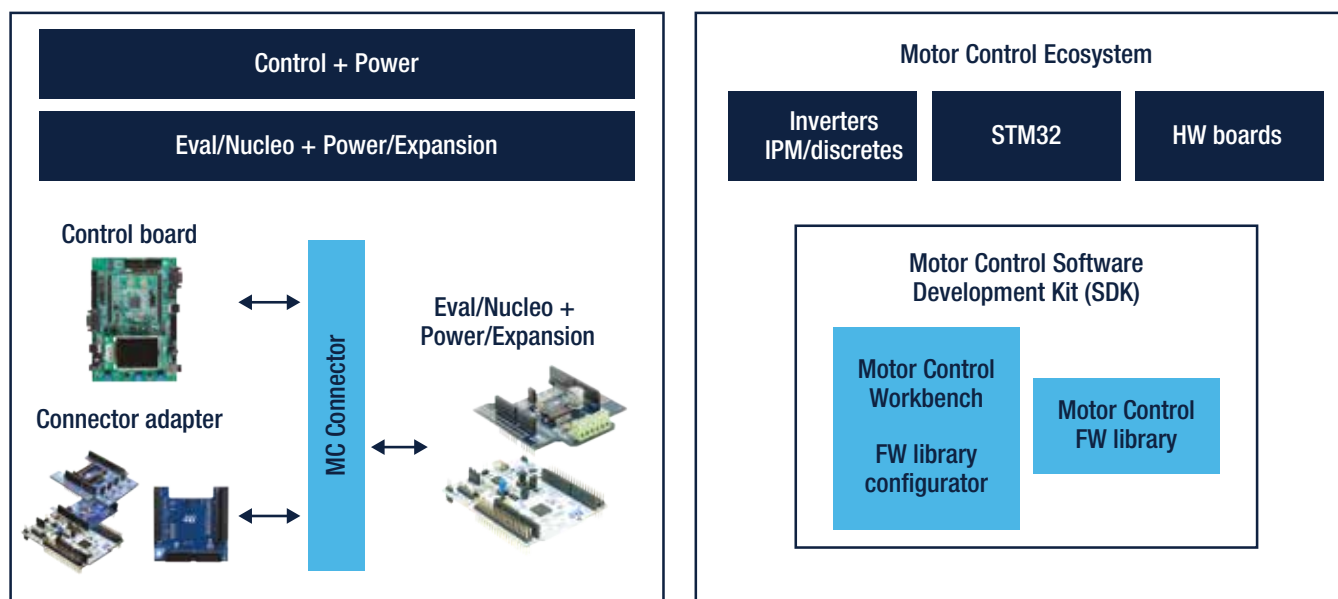 Control + Power
Eval/Nucleo + Power/Expansion
Control board
Connector adapter
MC Connector
Eval/Nucleo +
Power/Expansion
Motor Control Ecosystem
Inverters
IPM/discretes
STM32
HW boards
Motor Control Software
Development Kit (SDK)
Motor Control
Workbench
FW library
configurator
Motor Control
FW library